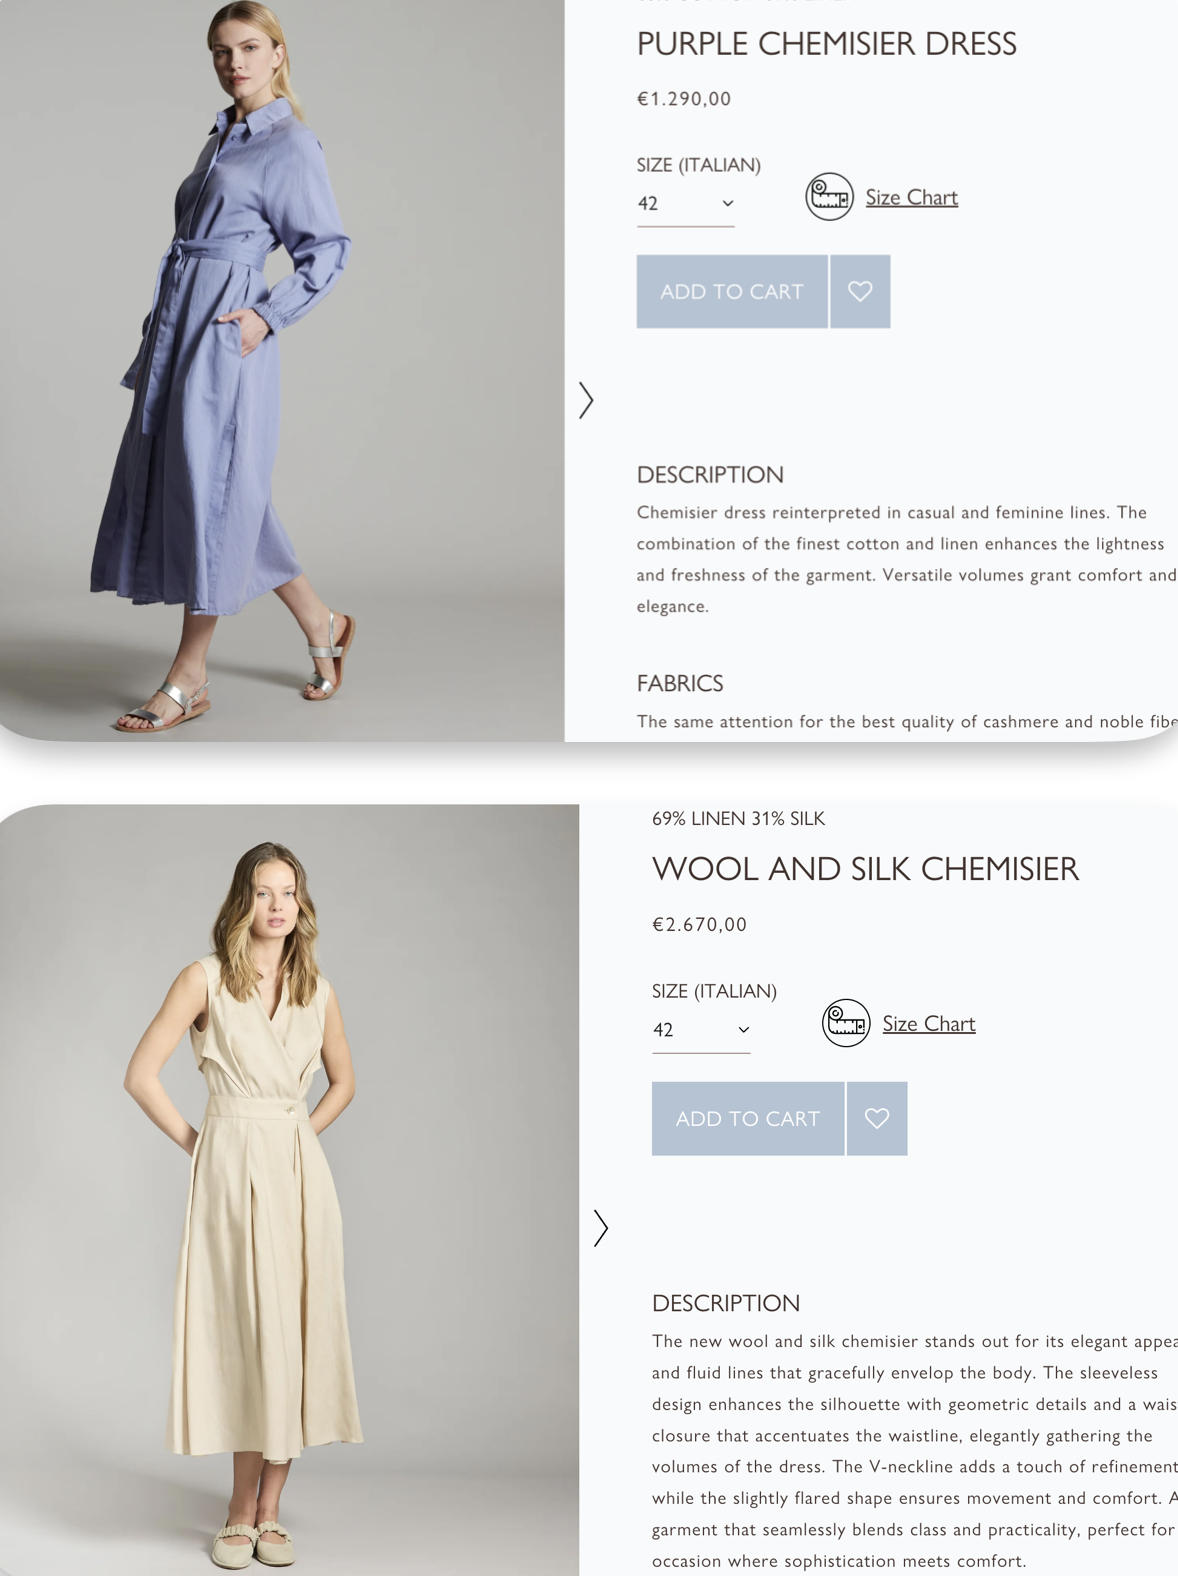 PURPLE CHEMISIER DRESS
€1.290,00
SIZE (ITALIAN)
42
Size Chart
ADD TO CART
DESCRIPTION
Chemisier dress reinterpreted in casual and feminine lines. The
combination of the finest cotton and linen enhances the lightness
and freshness of the garment. Versatile volumes grant comfort and
elegance.
FABRICS
The same attention for the best quality of cashmere and noble fibe
69% LINEN 31% SILK
WOOL AND SILK CHEMISIER
€2.670,00
SIZE (ITALIAN)
42
Size Chart
ADD TO CART
DESCRIPTION
The new wool and silk chemisier stands out for its elegant appea
and fluid lines that gracefully envelop the body. The sleeveless
design enhances the silhouette with geometric details and a wais
closure that accentuates the waistline, elegantly gathering the
volumes of the dress. The V-neckline adds a touch of refinement
while the slightly flared shape ensures movement and comfort. A
garment that seamlessly blends class and practicality, perfect for
occasion where sophistication meets comfort.